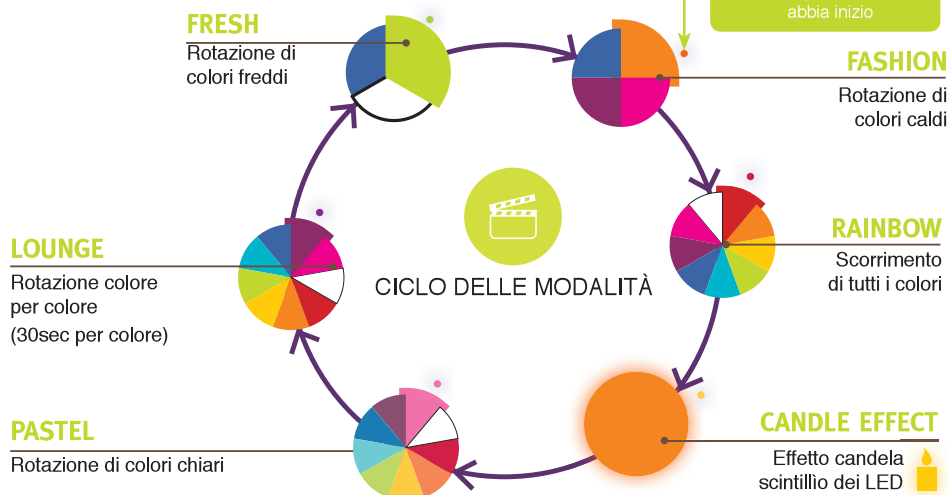 abbia inizio
FRESH
Rotazione di
colori freddi
FASHION
Rotazione di
colori caldi
RAINBOW
Scorrimento
di tutti i colori
CICLO DELLE MODALITÀ
LOUNGE
Rotazione colore
per colore
(30sec per colore)
PASTEL
Rotazione di colori chiari
CANDLE EFFECT
Effetto candela
scintillìo dei LED